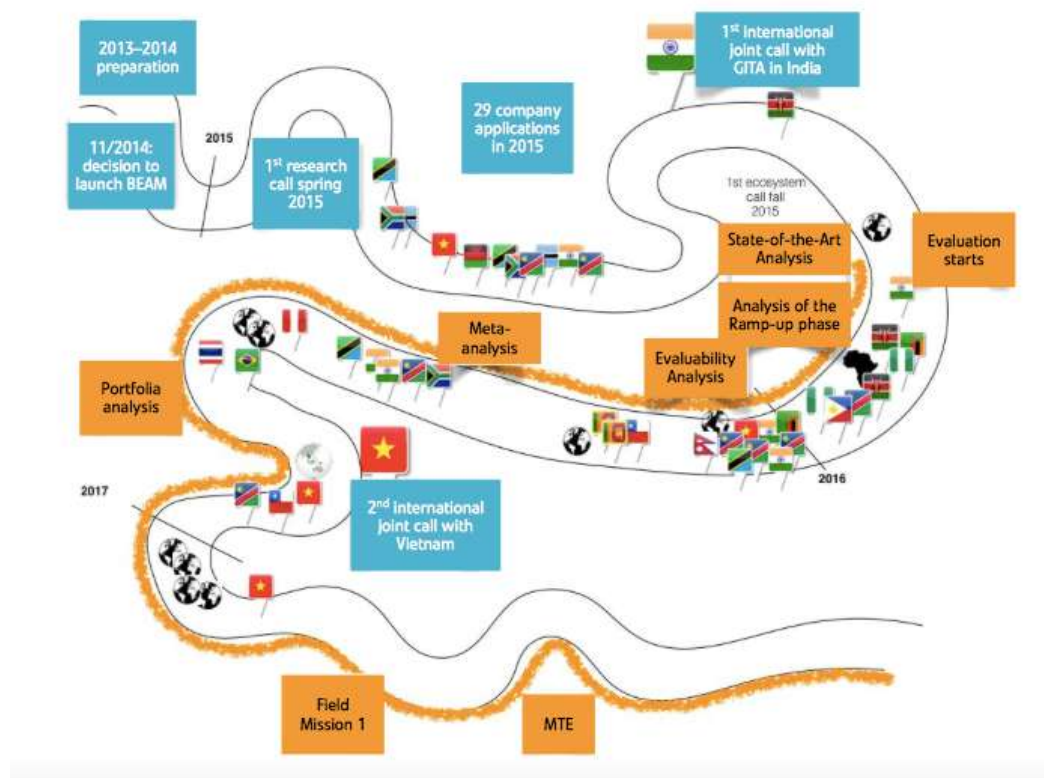 2013–2014
preparation
11/2014:
decision to
launch BEAM
2015
1st research
call spring
2015
29 company
applications
in 2015
1st international
joint call with
GITA in India
1st ecosystem
call fall
2015
State-of-the-Art
Analysis
Evaluation
starts
Analysis of the
Ramp-up phase
Evaluability
Analysis
2016
Meta-
analysis
Portfolia
analysis
2017
2nd international
joint call with
Vietnam
Field
Mission 1
MTE